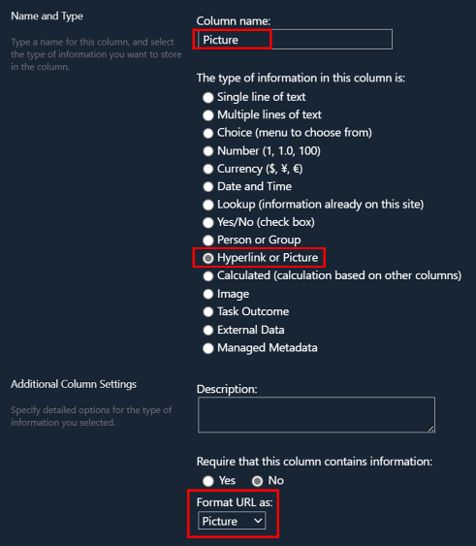 Name and Type
Type a name for this column, and select
the type of information you want to store
in the column.
Column name:
Picture
The type of information in this column is:
Single line of text
Multiple lines of text
Choice (menu to choose from)
Number (1, 1.0, 100)
Currency ($, ¥, €)
Date and Time
Lookup (information already on this site)
Yes/No (check box)
Person or Group
Hyperlink or Picture
Calculated (calculation based on other columns)
Image
Task Outcome
External Data
Managed Metadata
Additional Column Settings
Specify detailed options for the type of
information you selected.
Description:
Require that this column contains information:
Yes No
Format URL as:
Picture